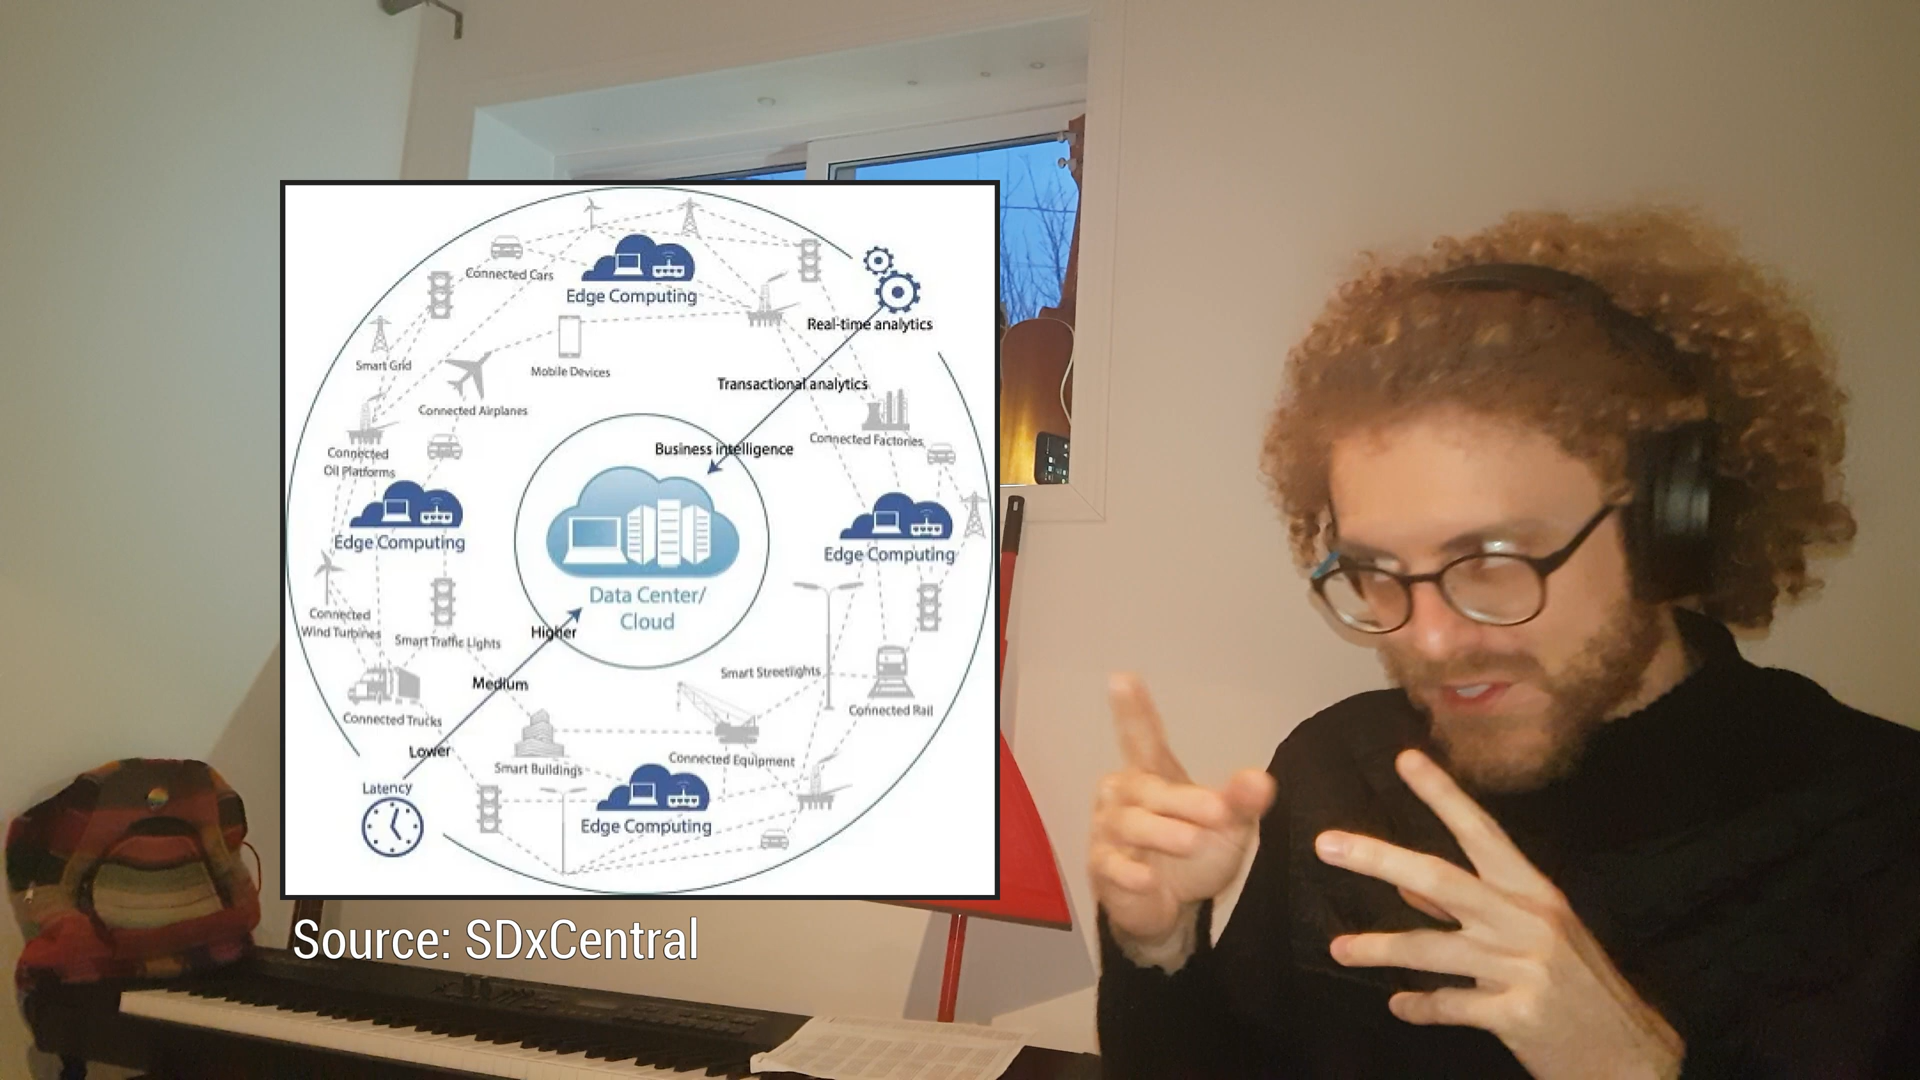 Connected Cars
Edge Computing
Real-time analytics
Smart Grid
Mobile Devices
Transactional analytics
Connected Airplanes
Connected Factories
Business intelligence
Connected
Oil Platforms
Edge Computing
Edge Computing
Data Center/
Cloud
Connected
Wind Turbines
Smart Traffic Lights
Higher
Medium
Smart Streetlights
Connected Rail
Connected Trucks
Lower
Connected Equipment
Smart Buildings
Latency
Edge Computing
Source: SDxCentral